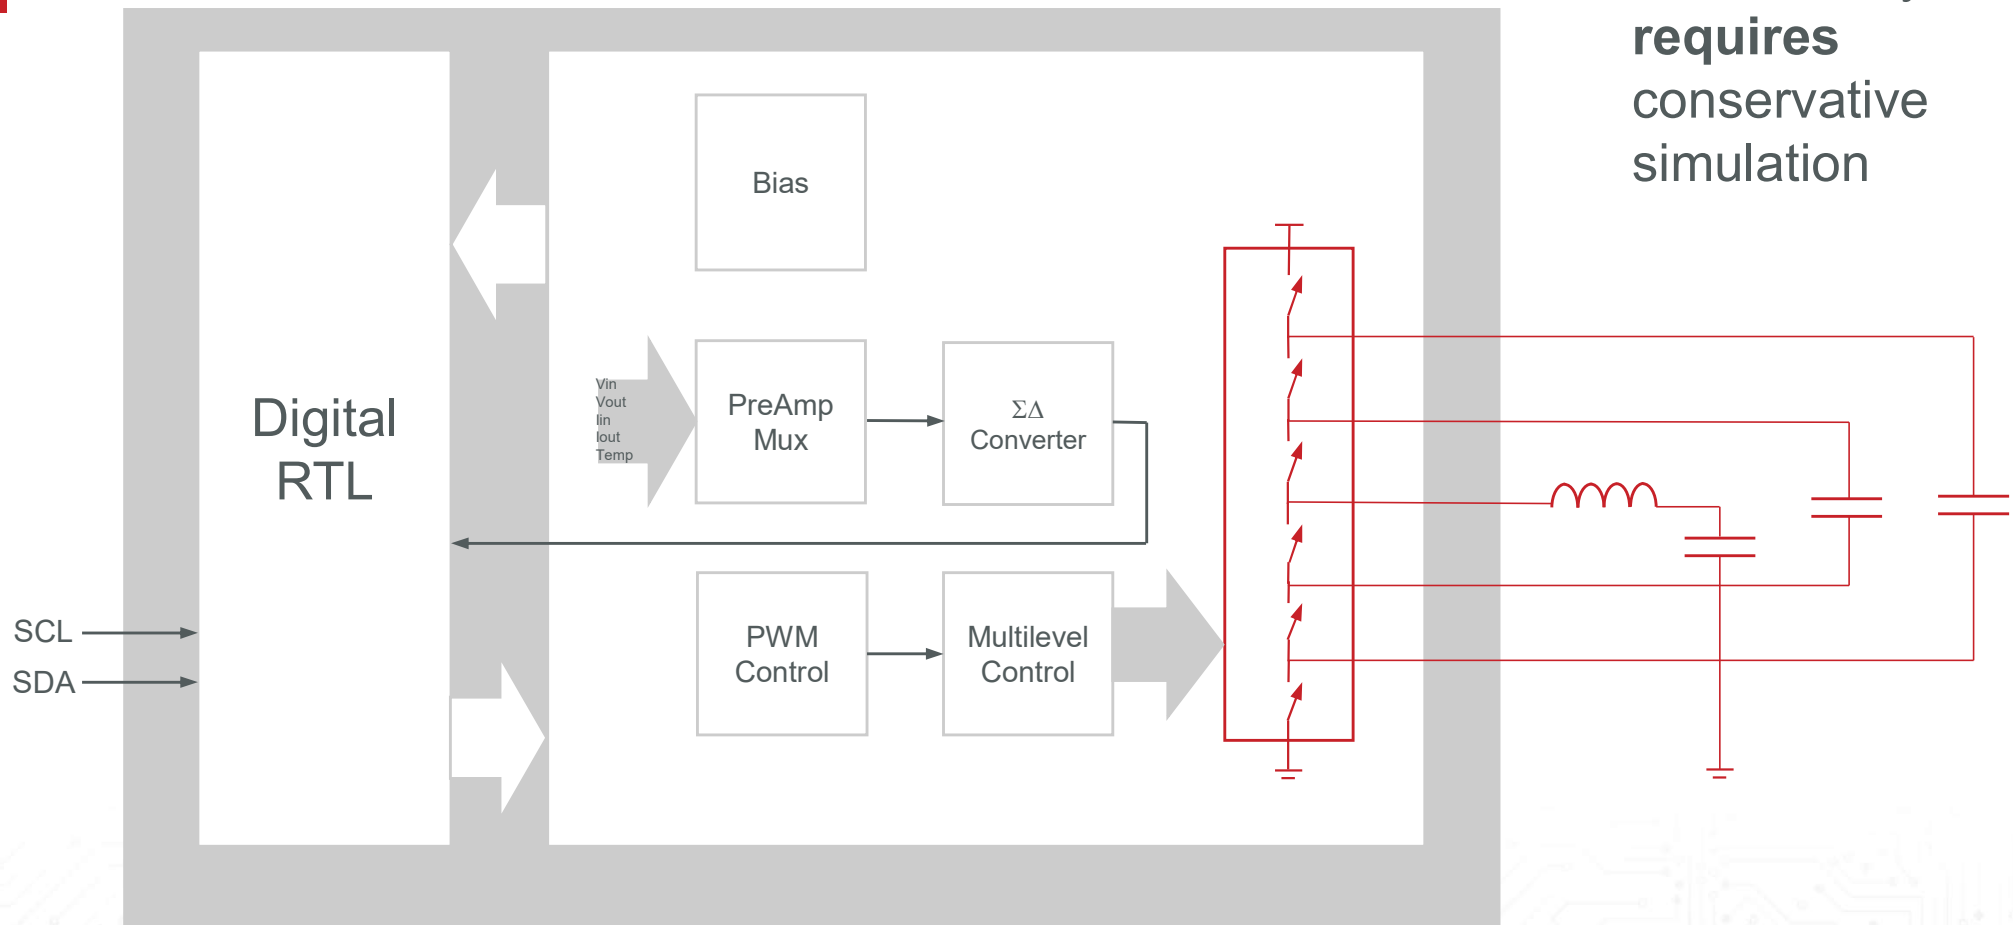 requires
conservative
simulation
Bias
Digital
RTL
Vin
Vout
Iin
Iout
Temp
PreAmp
Mux
ΣΔ
Converter
SCL
SDA
PWM
Control
Multilevel
Control